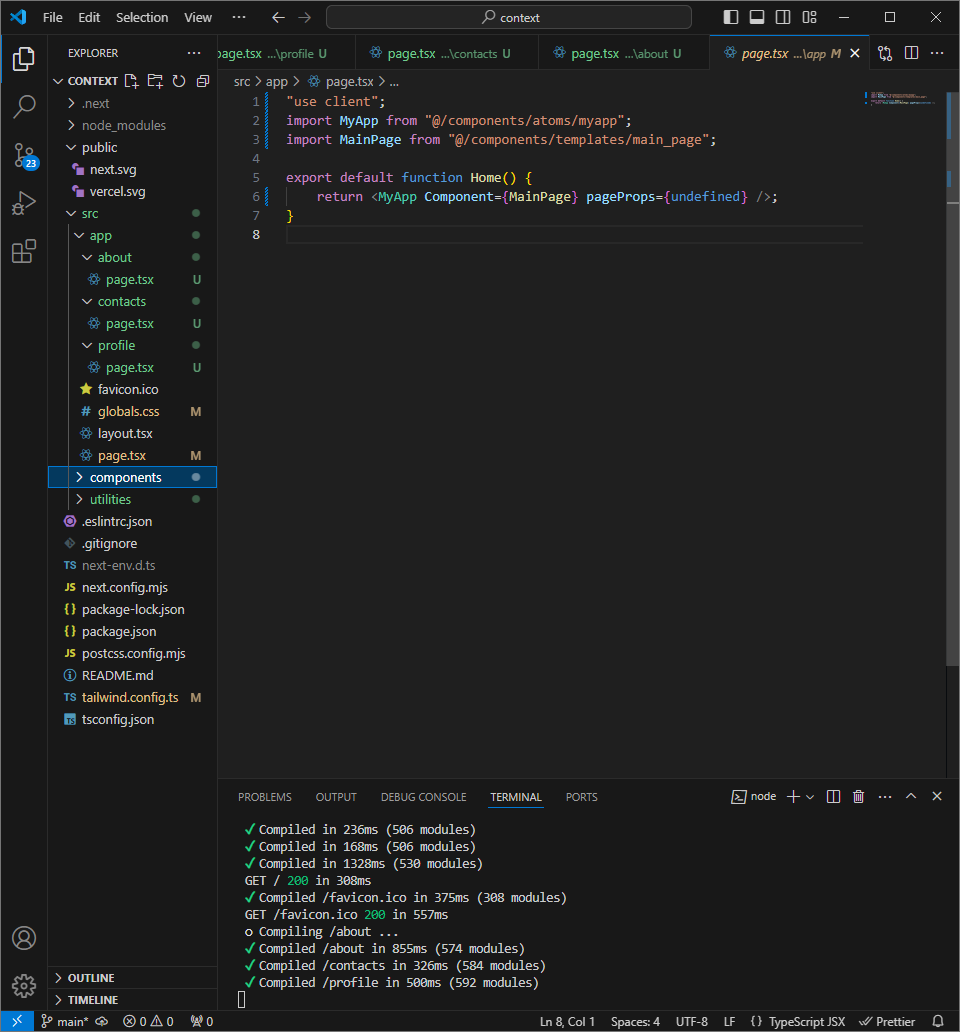 File Edit Selection View ··· context
EXPLORER ···
CONTEXT
.next
node_modules
public
next.svg
vercel.svg
src
app
about
page.tsx U
contacts
page.tsx U
profile
page.tsx U
favicon.ico
# globals.css M
layout.tsx
page.tsx M
components
utilities
.eslintrc.json
.gitignore
TS next-env.d.ts
JS next.config.mjs
{} package-lock.json
{} package.json
JS postcss.config.mjs
README.md
TS tailwind.config.ts M
TS tsconfig.json
OUTLINE
TIMELINE
page.tsx ...\profile U page.tsx ...\contacts U page.tsx ...\about U page.tsx ...\app M
src > app > page.tsx > ...
1 "use client";
2 import MyApp from "@/components/atoms/myapp";
3 import MainPage from "@/components/templates/main_page";
4
5 export default function Home() {
6 return <MyApp Component={MainPage} pageProps={undefined} />;
7 }
8
PROBLEMS OUTPUT DEBUG CONSOLE TERMINAL PORTS node
✓ Compiled in 236ms (506 modules)
✓ Compiled in 168ms (506 modules)
✓ Compiled in 1328ms (530 modules)
GET / 200 in 308ms
✓ Compiled /favicon.ico in 375ms (308 modules)
GET /favicon.ico 200 in 557ms
○ Compiling /about ...
✓ Compiled /about in 855ms (574 modules)
✓ Compiled /contacts in 326ms (584 modules)
✓ Compiled /profile in 500ms (592 modules)
23
main* 0 0 0 Ln 8, Col 1 Spaces: 4 UTF-8 LF {} TypeScript JSX Prettier